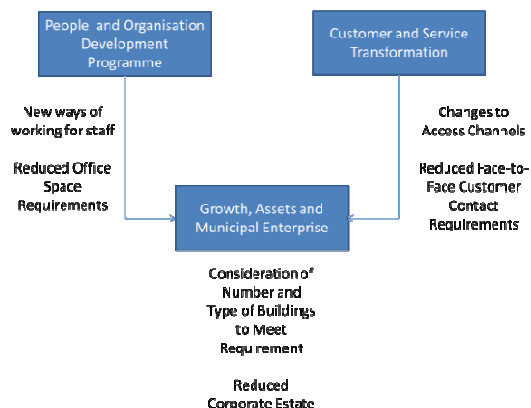 People and Organisation
Development
Programme
Customer and Service
Transformation
New ways of
working for staff
Reduced Office
Space
Requirements
Changes to
Access Channels
Reduced Face-to-
Face Customer
Contact
Requirements
Growth, Assets and
Municipal Enterprise
Consideration of
Number and
Type of Buildings
to Meet
Requirement
Reduced
Corporate Estate